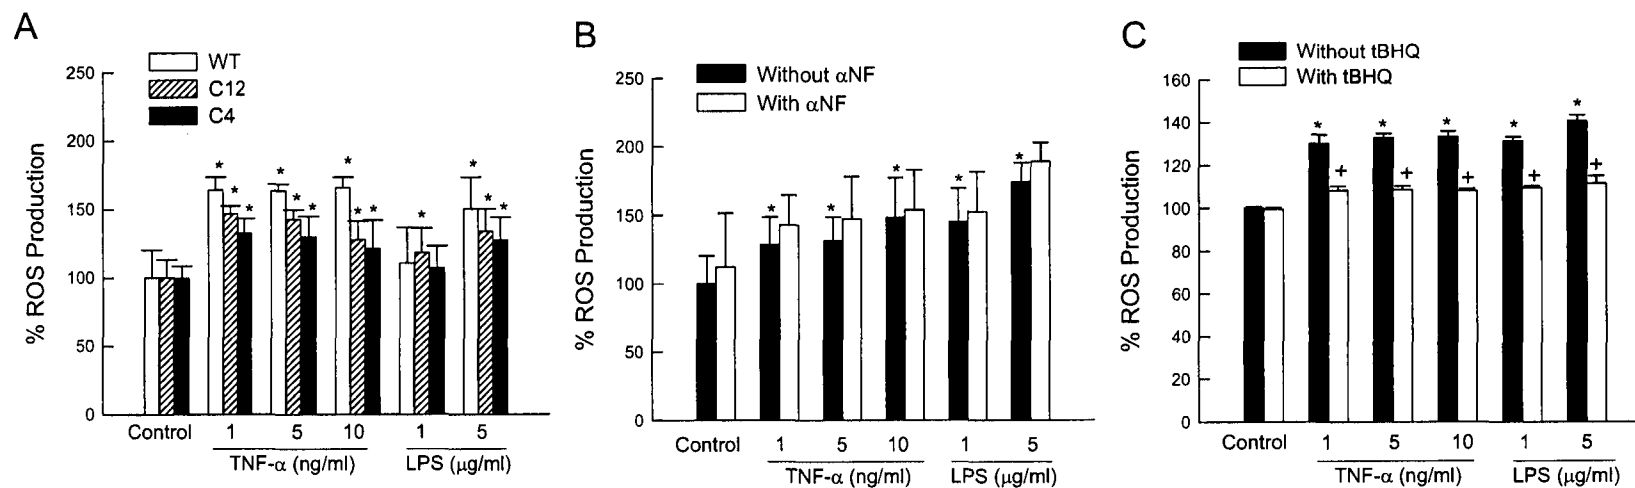 A
WT
C12
C4
% ROS Production
250
200
150
100
50
0
* * * * * * * * * * * * *
Control 1 5 10 1 5
TNF-α (ng/ml) LPS (μg/ml)
B
Without αNF
With αNF
% ROS Production
250
200
150
100
50
0
* * * * *
Control 1 5 10 1 5
TNF-α (ng/ml) LPS (μg/ml)
C
Without tBHQ
With tBHQ
% ROS Production
160
140
120
100
80
60
40
20
0
* * * * *
+ + + + +
Control 1 5 10 1 5
TNF-α (ng/ml) LPS (μg/ml)